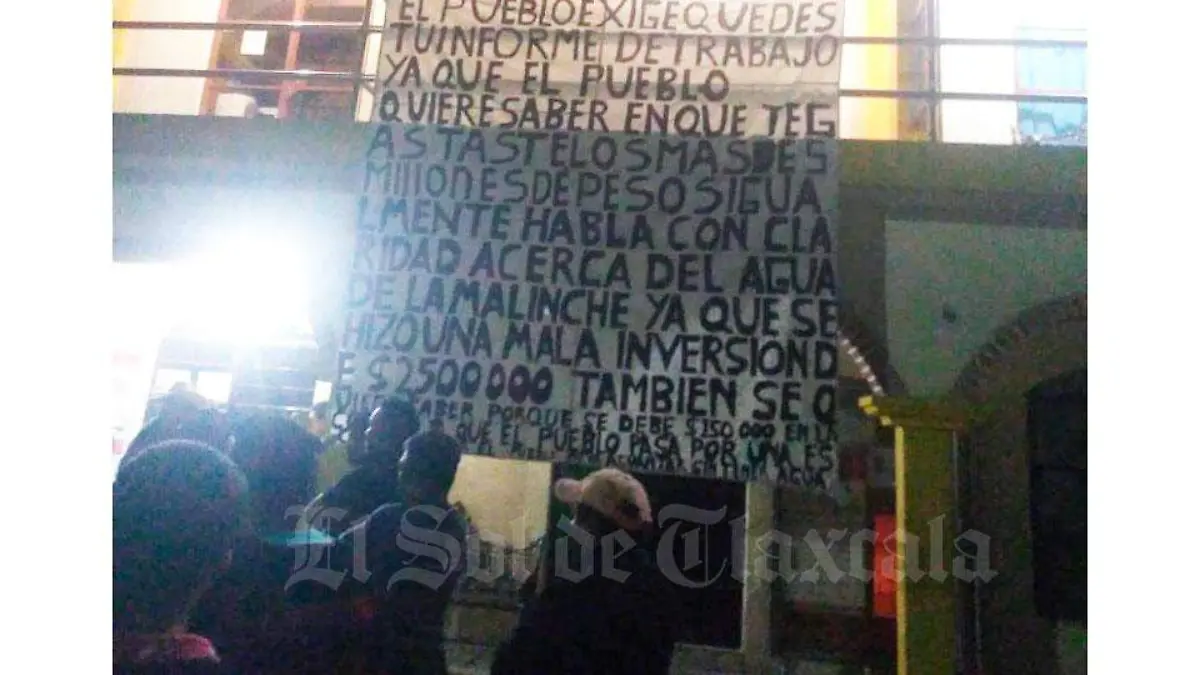 EL PUEBLO EXIGE QUE DES
TU INFORME DE TRABAJO
YA QUE EL PUEBLO
QUIERE SABER EN QUE TE G
ASTASTE LOS MAS DE 5
MILLONES DE PESOS IGUA
LMENTE HABLA CON CLA
RIDAD ACERCA DEL AGUA
DE LA MALINCHE YA QUE SE
HIZO UNA MALA INVERSION D
E $2500000 TAMBIEN SE Q
UIERE SABER PORQUE SE DEBE $150 000 EN LE
QUE EL PUEBLO PASA POR UNA ES
AGUA
El Sol de Tlaxcala